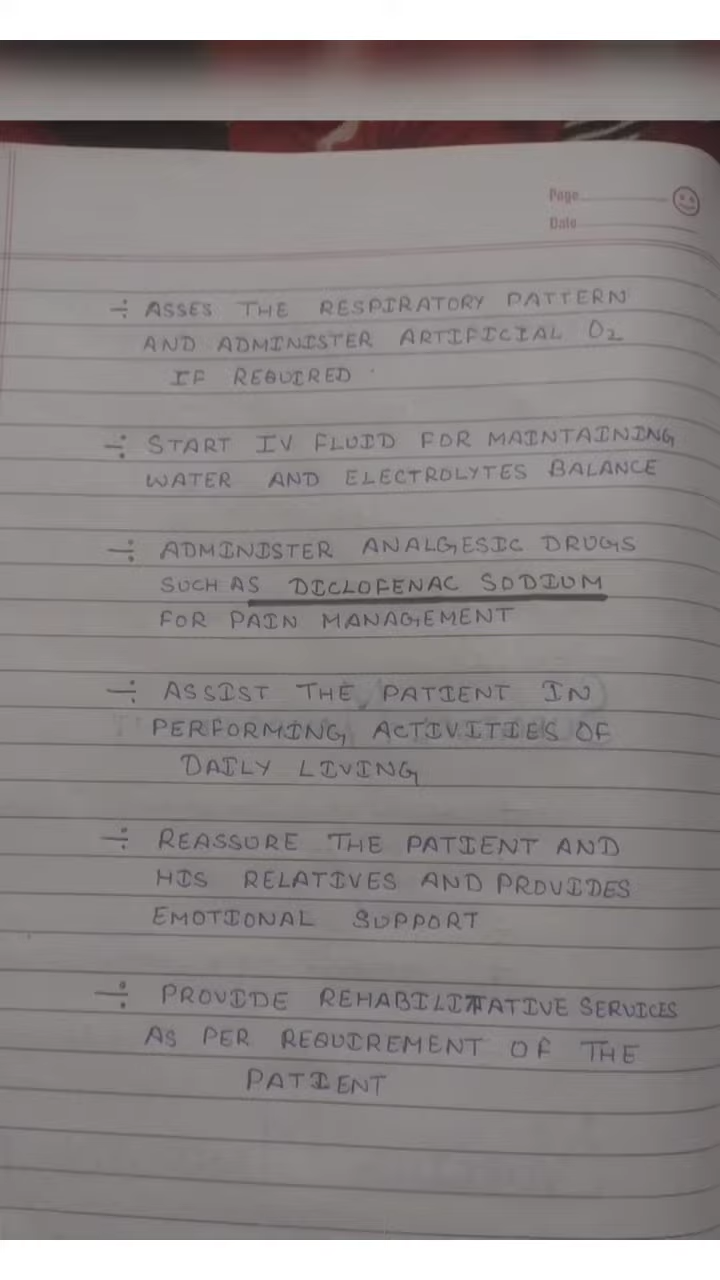 Page
Date
÷ ASSES THE RESPIRATORY PATTERN
AND ADMINISTER ARTIFICIAL O2
IF REQUIRED
÷ START IV FLUID FOR MAINTAINING
WATER AND ELECTROLYTES BALANCE
÷ ADMINISTER ANALGESIC DRUGS
SUCH AS DICLOFENAC SODIUM
FOR PAIN MANAGEMENT
÷ ASSIST THE PATIENT IN
PERFORMING ACTIVITIES OF
DAILY LIVING
÷ REASSURE THE PATIENT AND
HIS RELATIVES AND PROVIDES
EMOTIONAL SUPPORT
÷ PROVIDE REHABILITATIVE SERVICES
AS PER REQUIREMENT OF THE
PATIENT